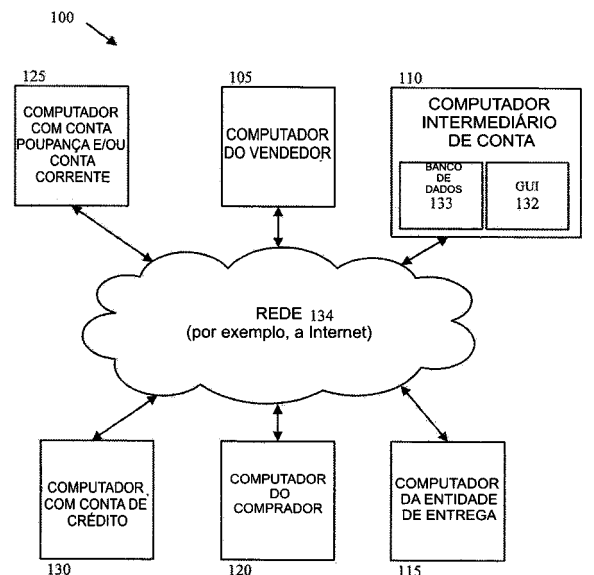 100
125
COMPUTADOR
COM CONTA
POUPANÇA E/OU
CONTA
CORRENTE
105
COMPUTADOR
DO VENDEDOR
110
COMPUTADOR
INTERMEDIÁRIO
DE CONTA
BANCO
DE
DADOS
133
GUI
132
REDE 134
(por exemplo, a Internet)
COMPUTADOR
COM CONTA DE
CRÉDITO
130
COMPUTADOR
DO
COMPRADOR
120
COMPUTADOR
DA ENTIDADE
DE ENTREGA
115